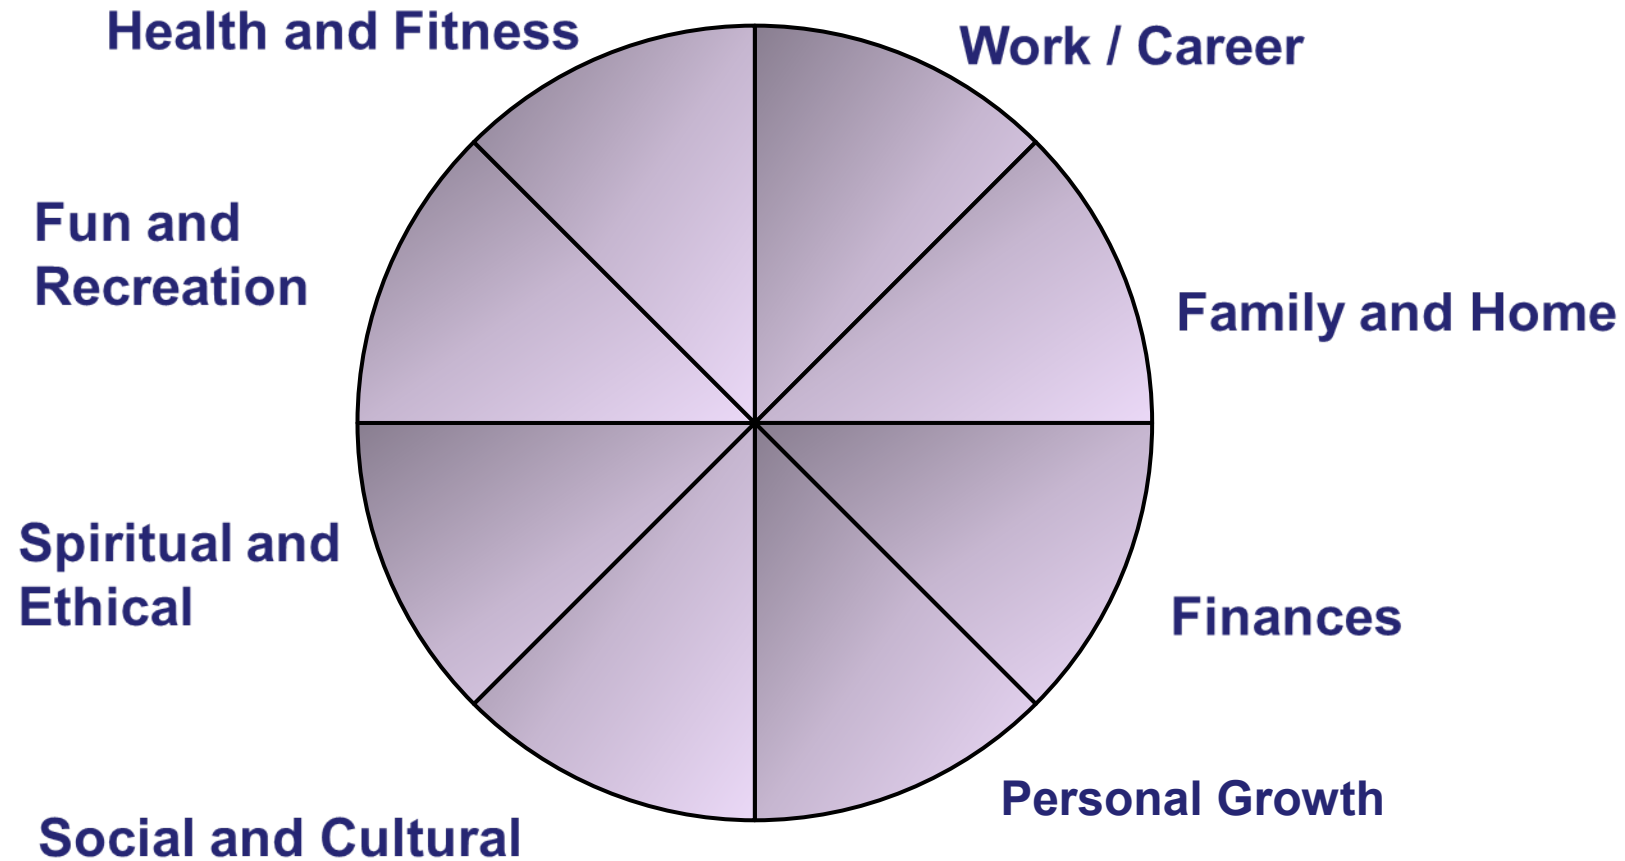 Health and Fitness
Work / Career
Fun and
Recreation
Family and Home
Spiritual and
Ethical
Finances
Personal Growth
Social and Cultural